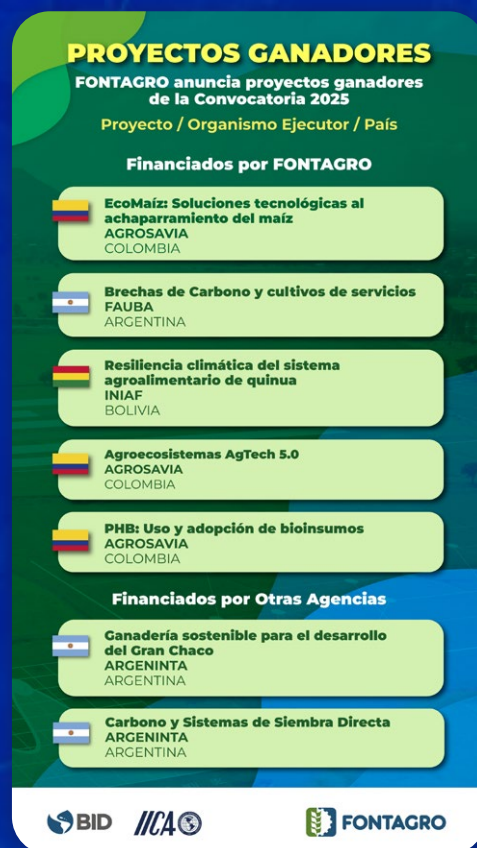 PROYECTOS GANADORES
FONTAGRO anuncia proyectos ganadores
de la Convocatoria 2025
Proyecto / Organismo Ejecutor / País
Financiados por FONTAGRO
EcoMaíz: Soluciones tecnológicas al
achaparramiento del maíz
AGROSAVIA
COLOMBIA
Brechas de Carbono y cultivos de servicios
FAUBA
ARGENTINA
Resiliencia climática del sistema
agroalimentario de quinua
INIAF
BOLIVIA
Agroecosistemas AgTech 5.0
AGROSAVIA
COLOMBIA
PHB: Uso y adopción de bioinsumos
AGROSAVIA
COLOMBIA
Financiados por Otras Agencias
Ganadería sostenible para el desarrollo
del Gran Chaco
ARGENINTA
ARGENTINA
Carbono y Sistemas de Siembra Directa
ARGENINTA
ARGENTINA
BID IICA FONTAGRO